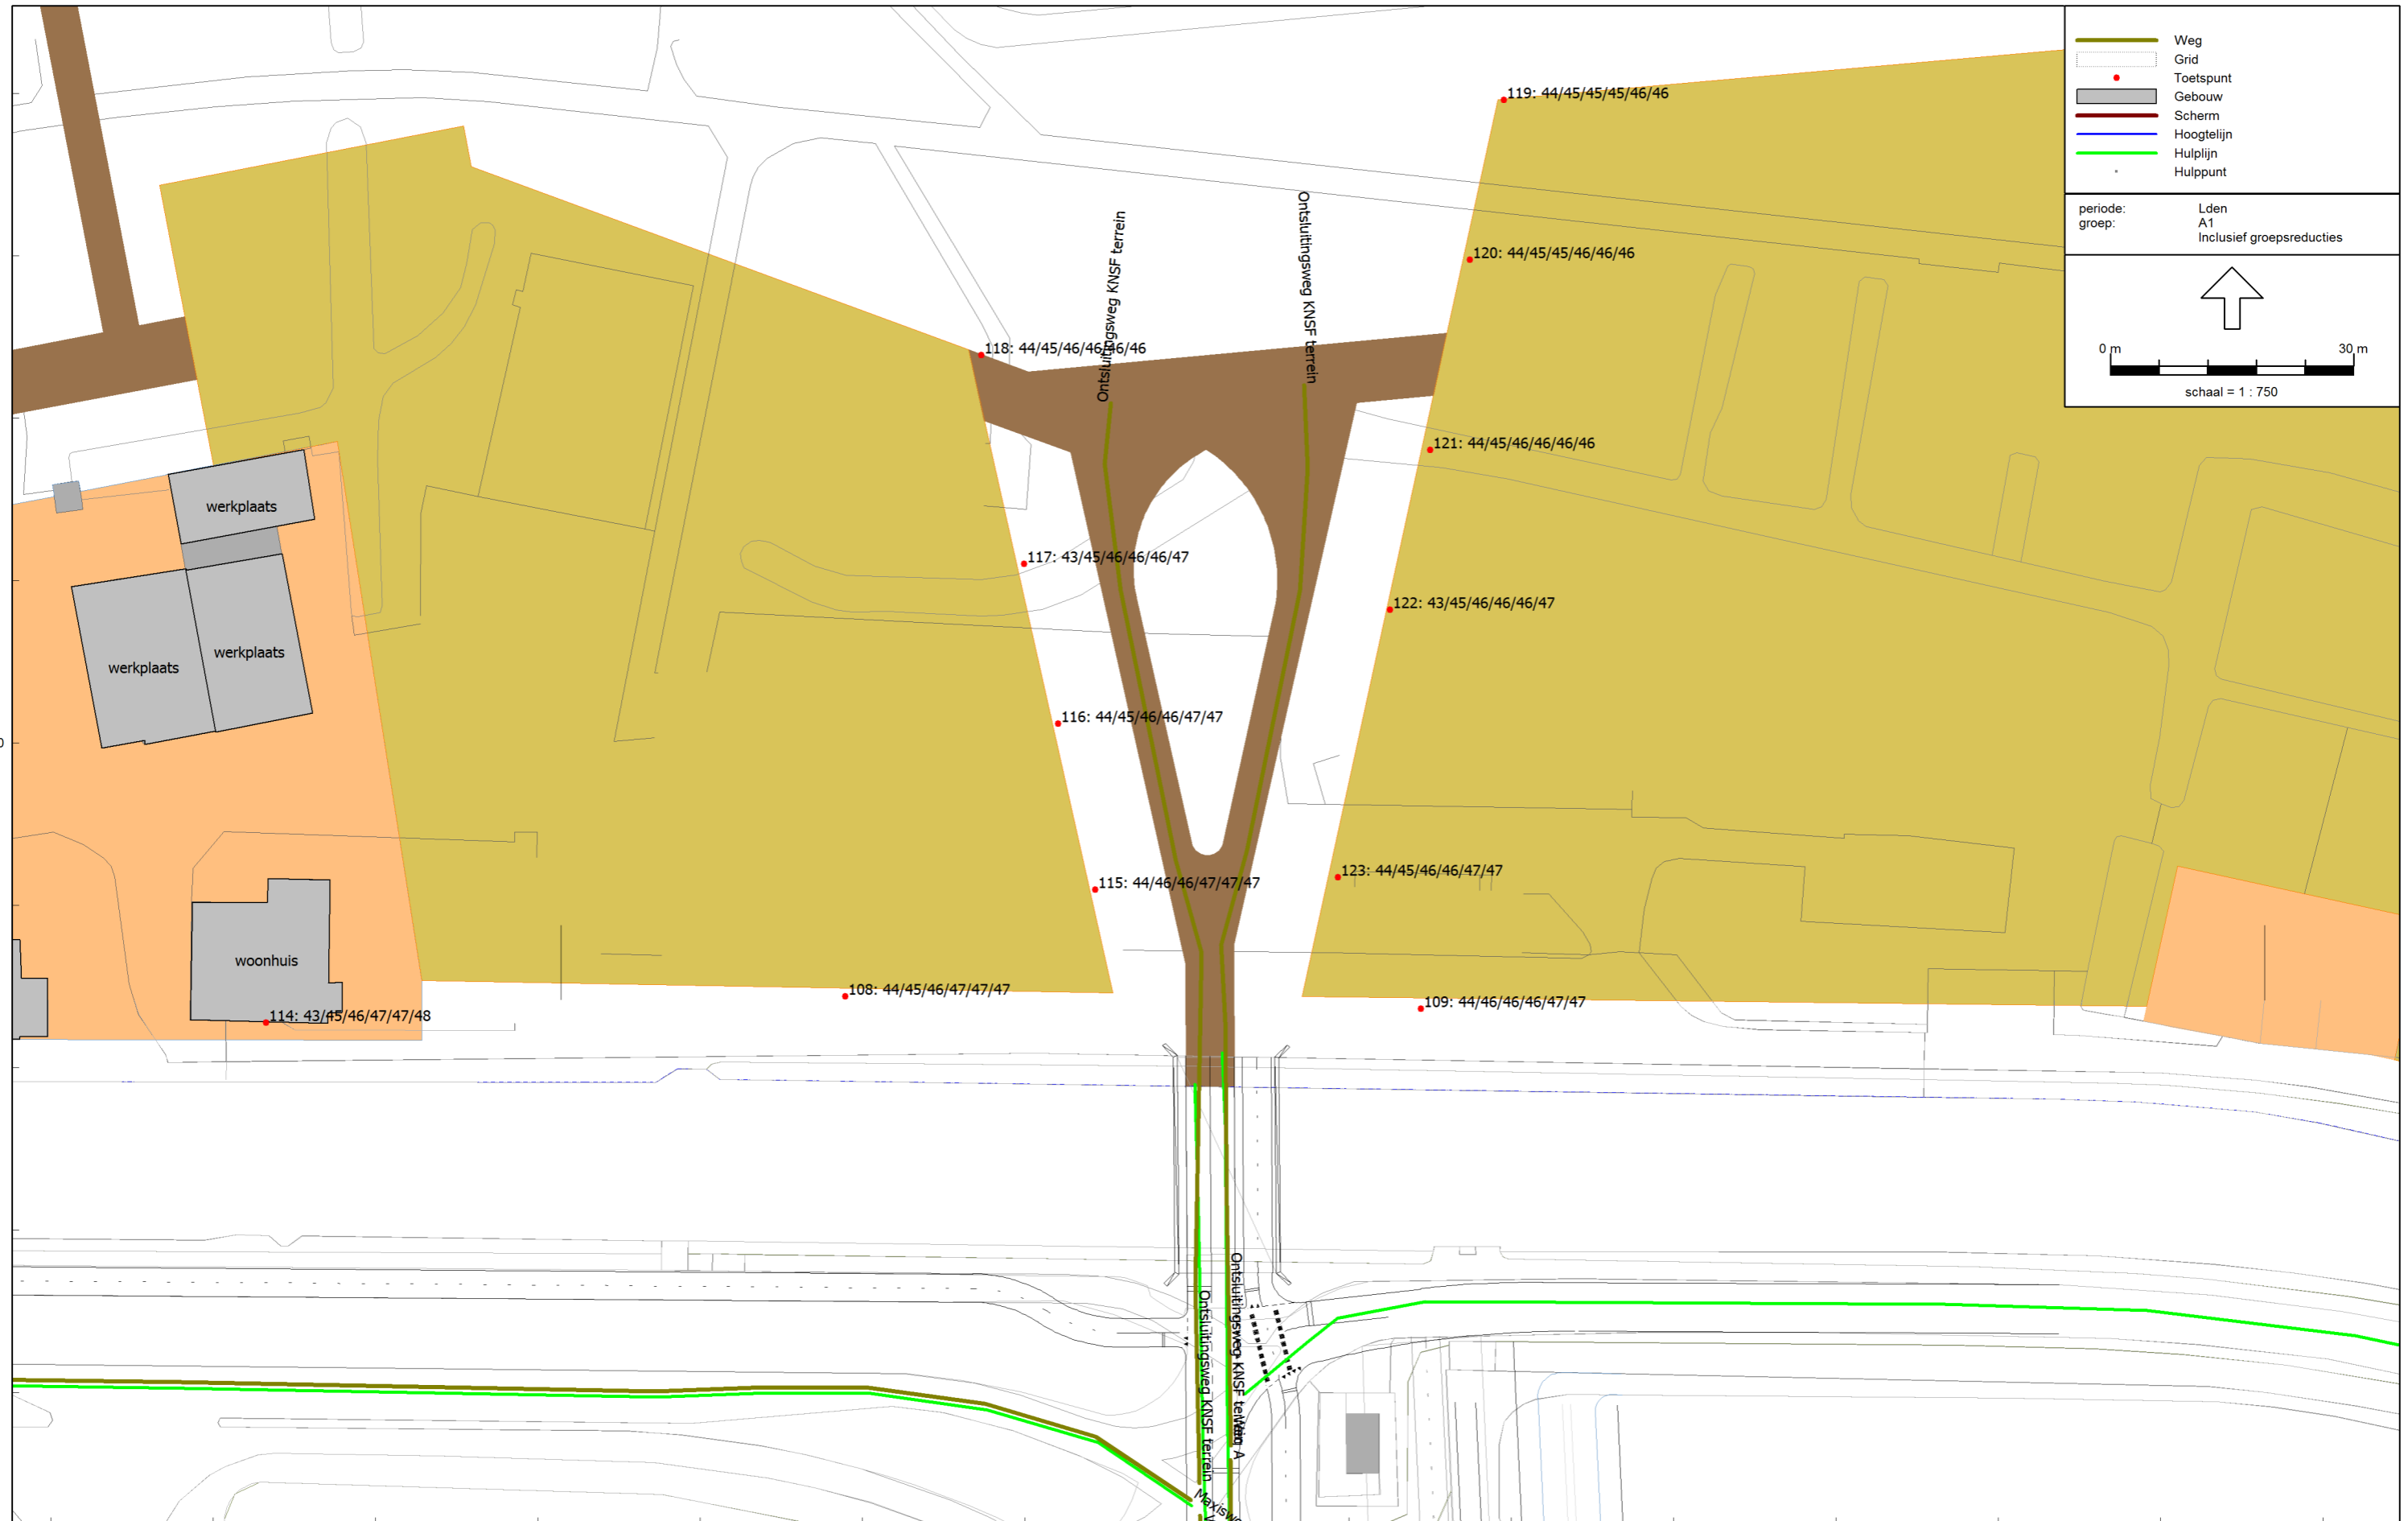 Weg
Grid
Toetspunt
Gebouw
Scherm
Hoogtelijn
Hulplijn
Hulppunt
periode: Lden
groep: A1
Inclusief groepsreducties
0 m 30 m
schaal = 1 : 750
119: 44/45/45/45/46/46
120: 44/45/45/46/46/46
Ontsluitingsweg KNSF terrein
Ontsluitingsweg KNSF terrein
118: 44/45/46/46/46/46
121: 44/45/46/46/46/46
werkplaats
117: 43/45/46/46/46/47
122: 43/45/46/46/46/47
werkplaats
werkplaats
116: 44/45/46/46/47/47
0
123: 44/45/46/46/47/47
115: 44/46/46/47/47/47
woonhuis
108: 44/45/46/47/47/47
109: 44/46/46/46/47/47
114: 43/45/46/47/47/48
Ontsluitingsweg KNSF terrein
Ontsluitingsweg KNSF terrein
A